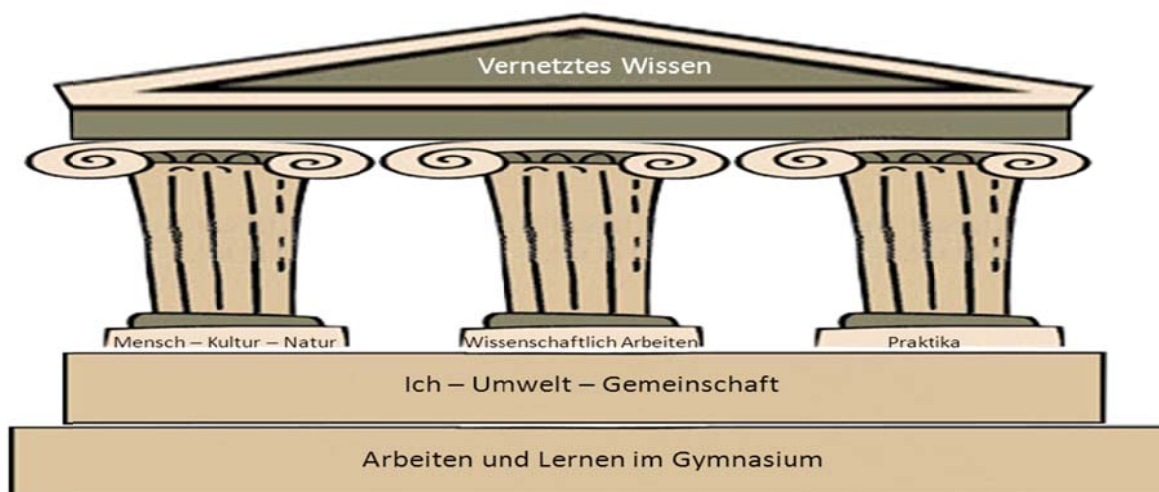 Vernetztes Wissen
Mensch – Kultur – Natur
Wissenschaftlich Arbeiten
Praktika
Ich – Umwelt – Gemeinschaft
Arbeiten und Lernen im Gymnasium